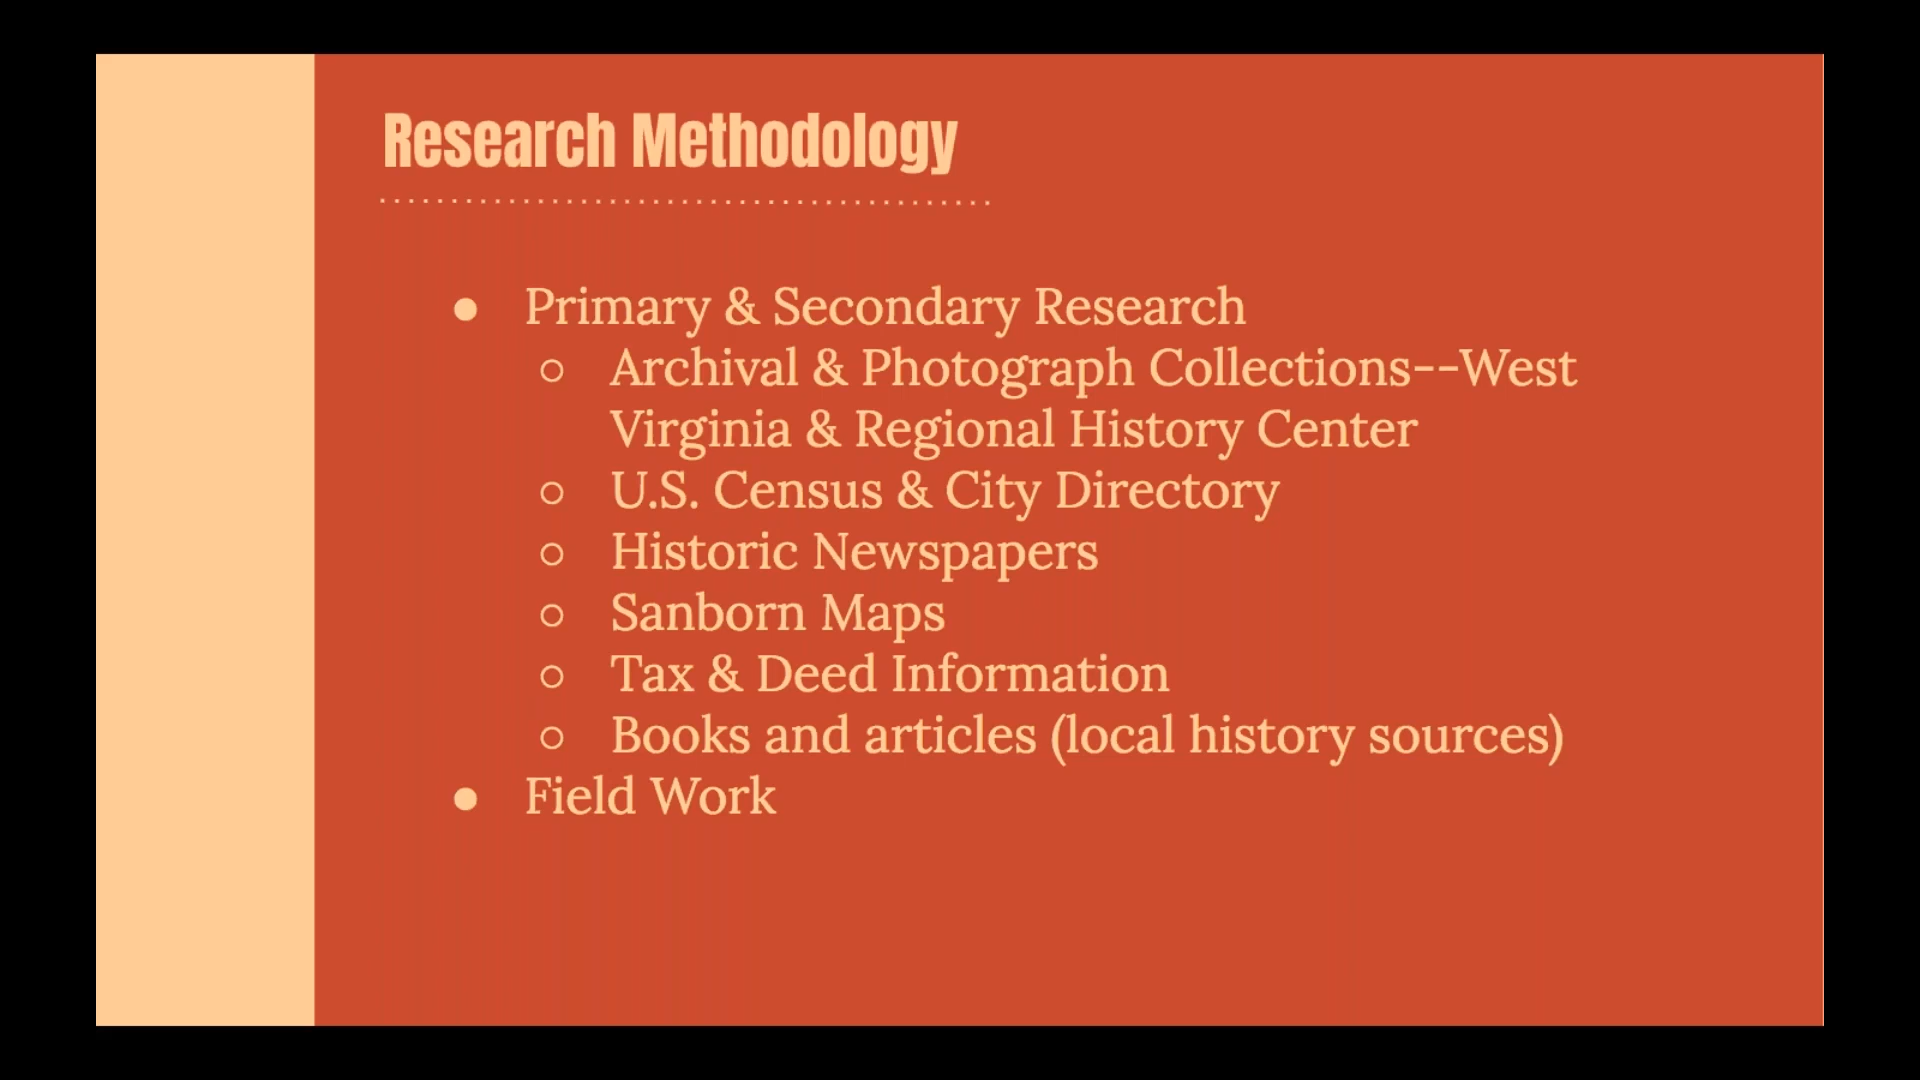 Research Methodology
● Primary & Secondary Research
○ Archival & Photograph Collections--West
Virginia & Regional History Center
○ U.S. Census & City Directory
○ Historic Newspapers
○ Sanborn Maps
○ Tax & Deed Information
○ Books and articles (local history sources)
● Field Work